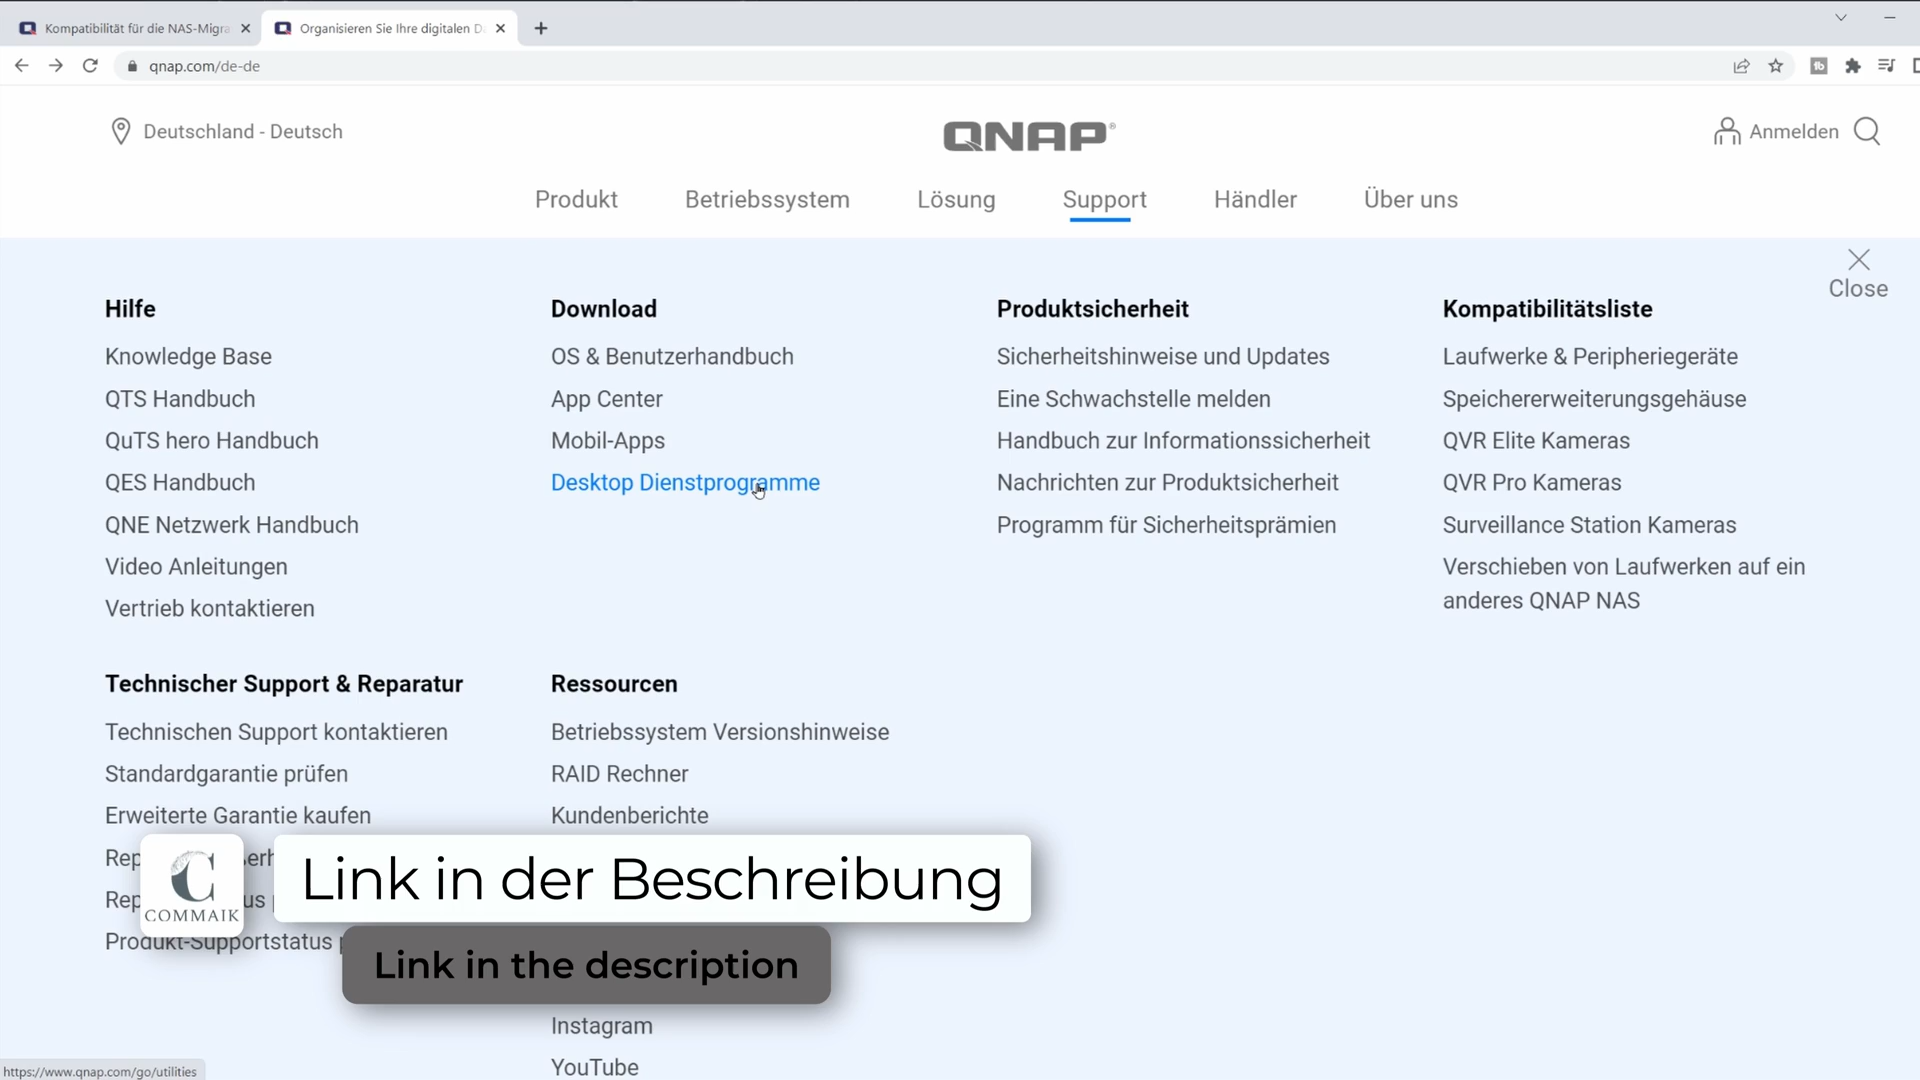 Kompatibilität für die NAS-Migra
Organisieren Sie Ihre digitalen D
qnap.com/de-de
Deutschland - Deutsch
QNAP®
Anmelden
Produkt
Betriebssystem
Lösung
Support
Händler
Über uns
Close
Hilfe
Knowledge Base
QTS Handbuch
QuTS hero Handbuch
QES Handbuch
QNE Netzwerk Handbuch
Video Anleitungen
Vertrieb kontaktieren
Download
OS & Benutzerhandbuch
App Center
Mobil-Apps
Desktop Dienstprogramme
Produktsicherheit
Sicherheitshinweise und Updates
Eine Schwachstelle melden
Handbuch zur Informationssicherheit
Nachrichten zur Produktsicherheit
Programm für Sicherheitsprämien
Kompatibilitätsliste
Laufwerke & Peripheriegeräte
Speichererweiterungsgehäuse
QVR Elite Kameras
QVR Pro Kameras
Surveillance Station Kameras
Verschieben von Laufwerken auf ein
anderes QNAP NAS
Technischer Support & Reparatur
Technischen Support kontaktieren
Standardgarantie prüfen
Erweiterte Garantie kaufen
Produkt-Supportstatus
Ressourcen
Betriebssystem Versionshinweise
RAID Rechner
Kundenberichte
Instagram
YouTube
C
COMMAIK
Link in der Beschreibung
Link in the description
https://www.qnap.com/go/utilities